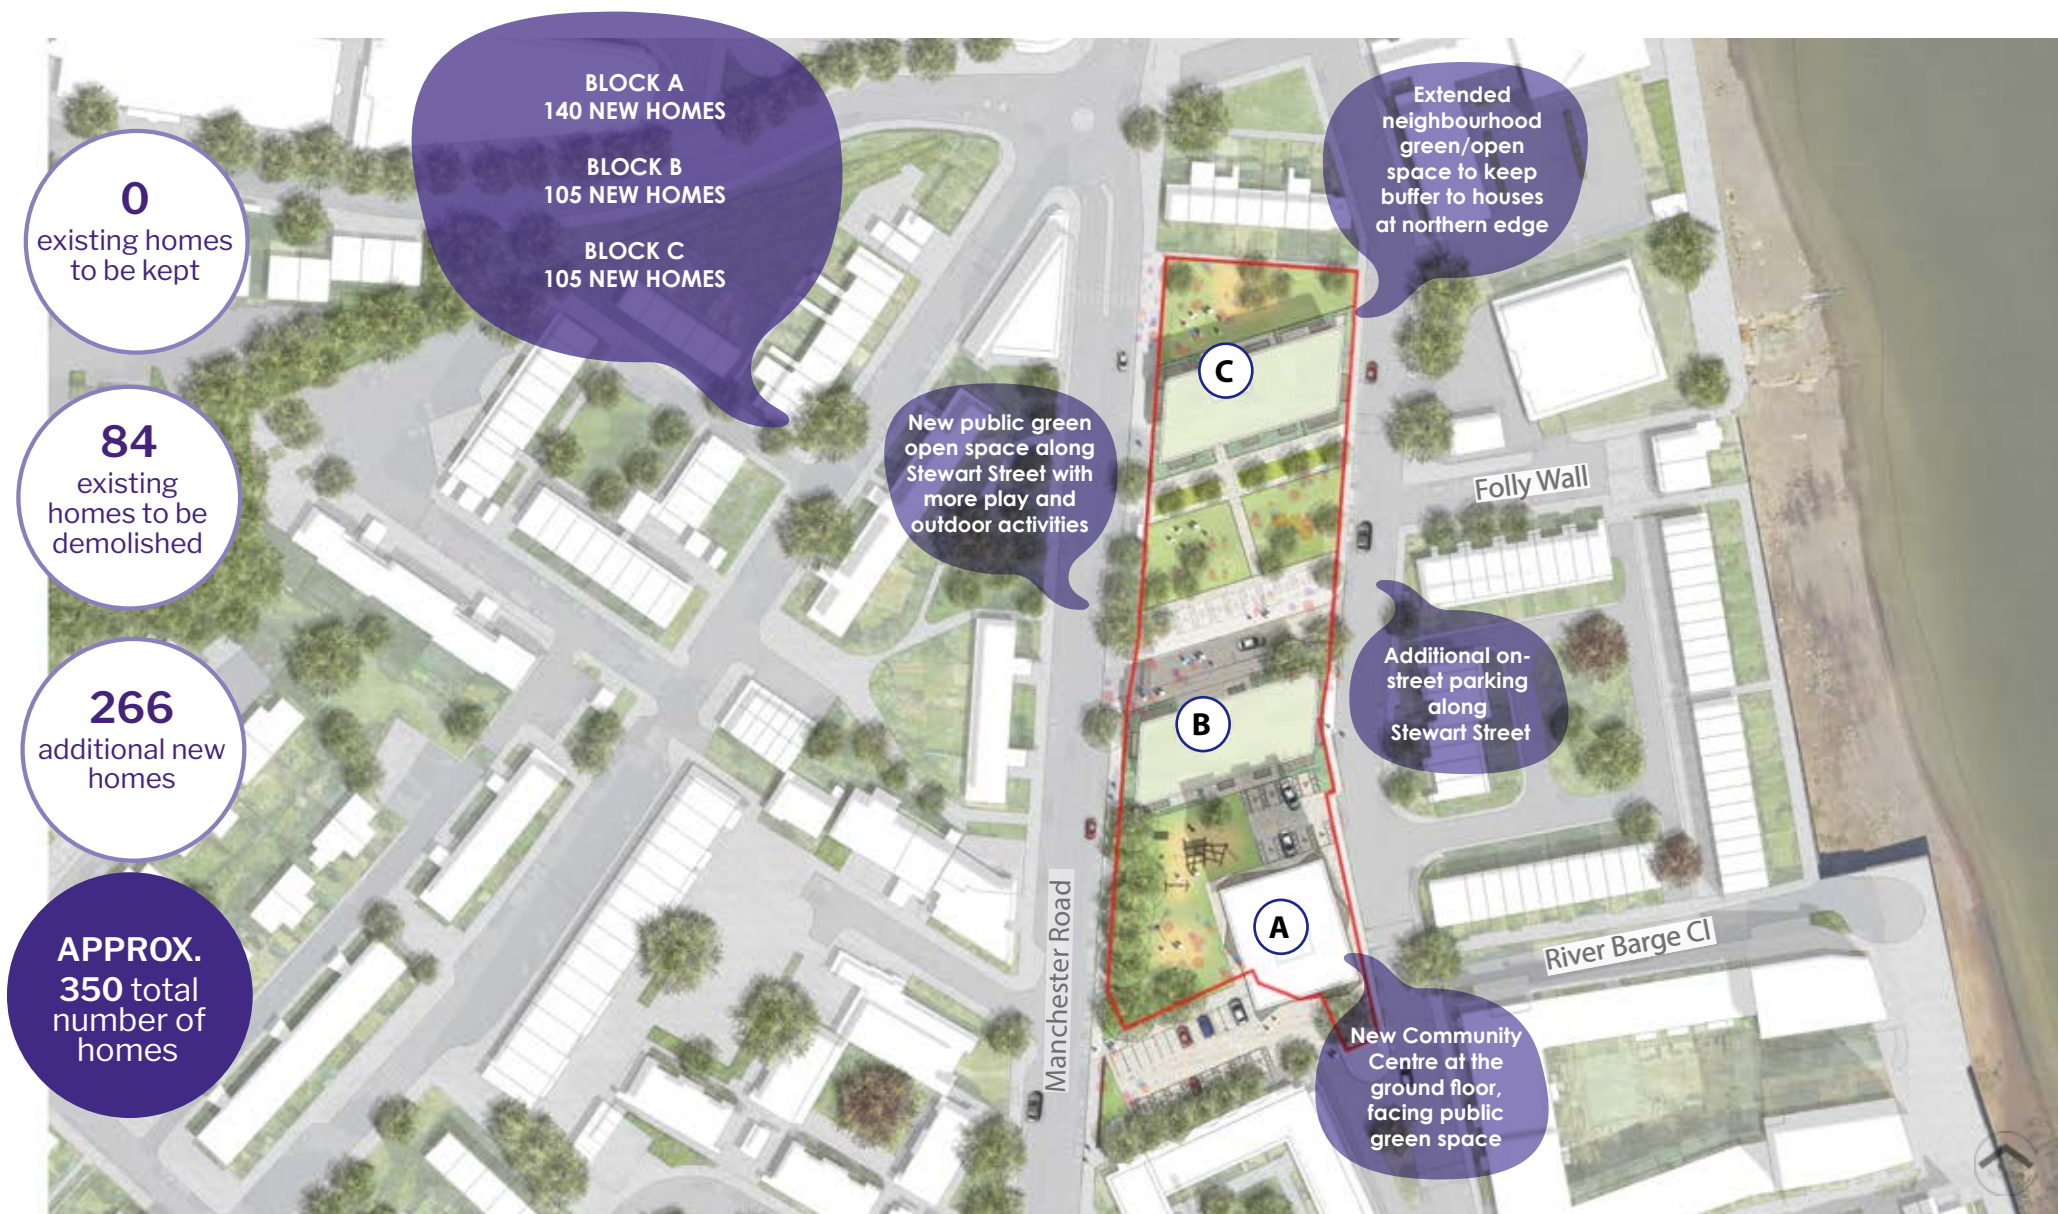 0
existing homes
to be kept
84
existing
homes to be
demolished
266
additional new
homes
APPROX.
350 total
number of
homes
BLOCK A
140 NEW HOMES
BLOCK B
105 NEW HOMES
BLOCK C
105 NEW HOMES
Extended
neighbourhood
green/open
space to keep
buffer to houses
at northern edge
New public green
open space along
Stewart Street with
more play and
outdoor activities
Additional on-
street parking
along
Stewart Street
New Community
Centre at the
ground floor,
facing public
green space
C
B
A
Folly Wall
River Barge Cl
Manchester Road